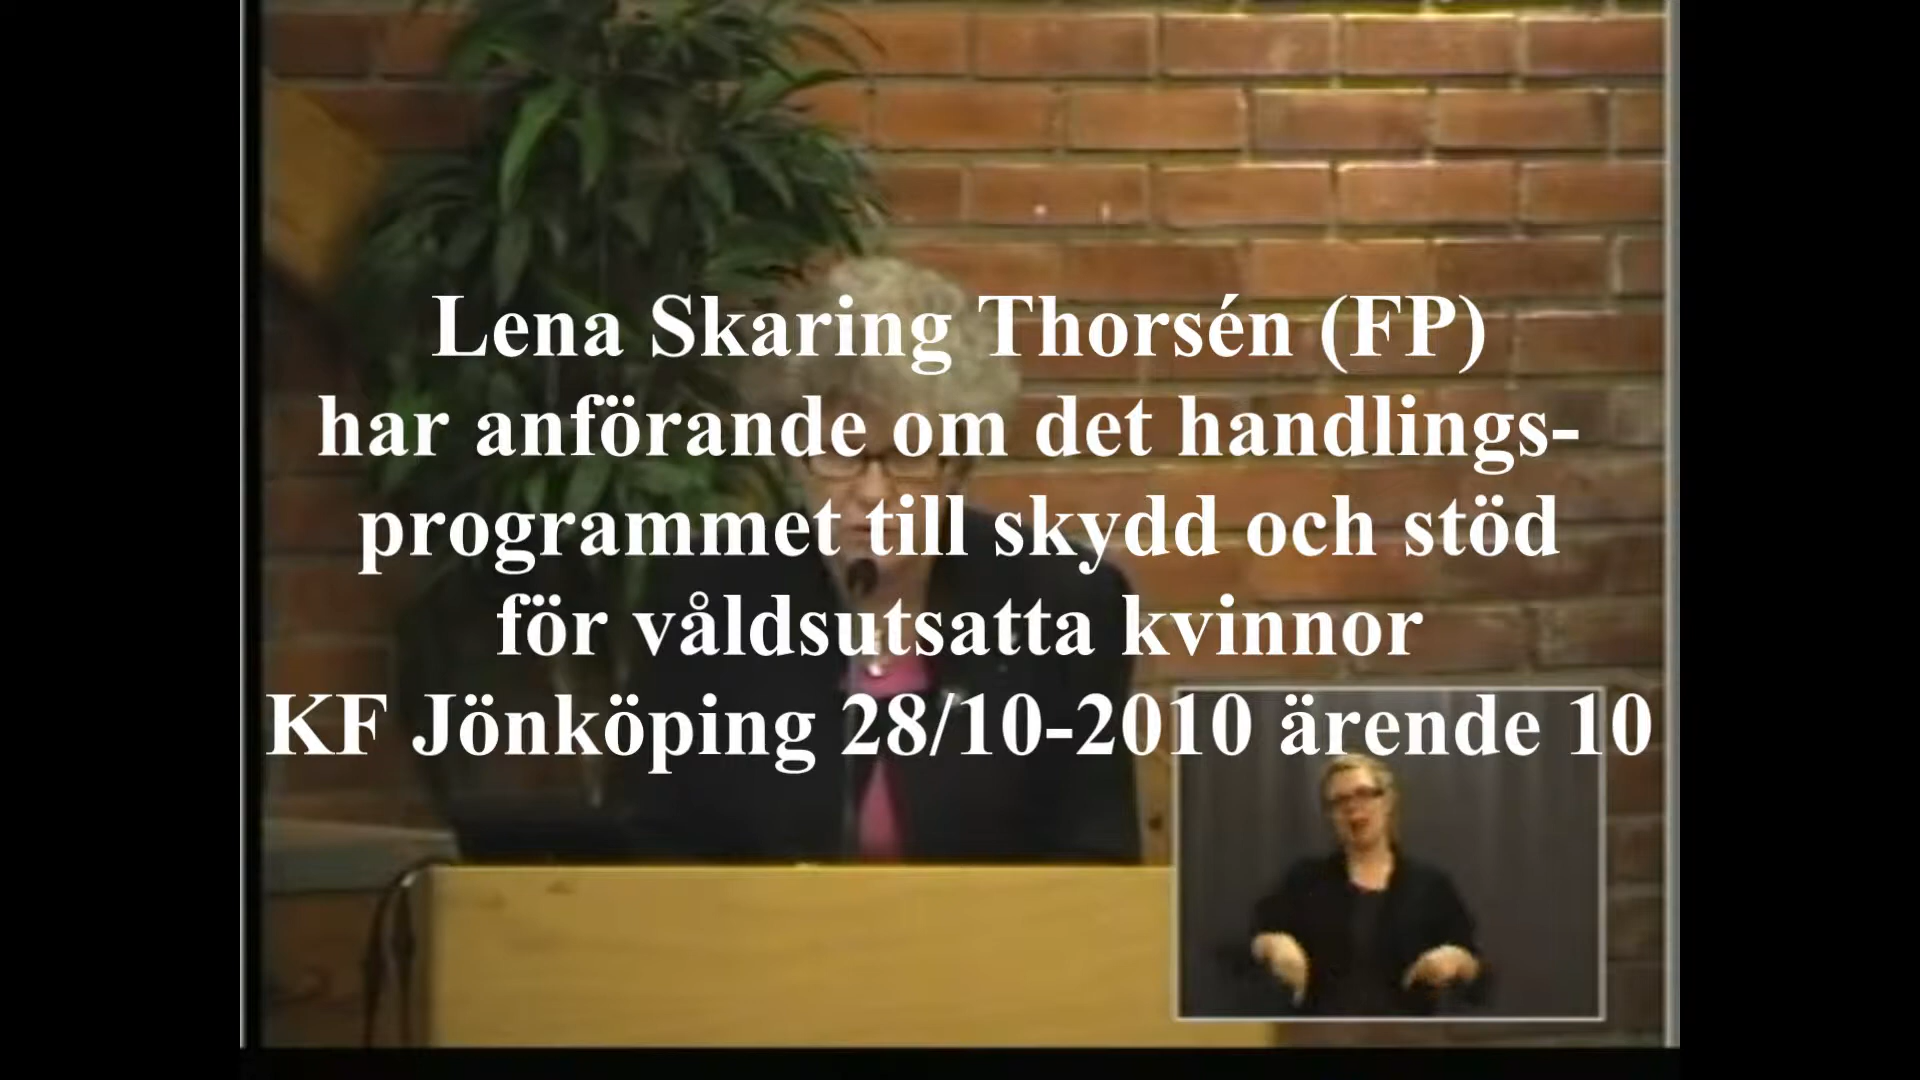 Lena Skaring Thorsén (FP)
har anförande om det handlings-
programmet till skydd och stöd
för våldsutsatta kvinnor
KF Jönköping 28/10-2010 ärende 10